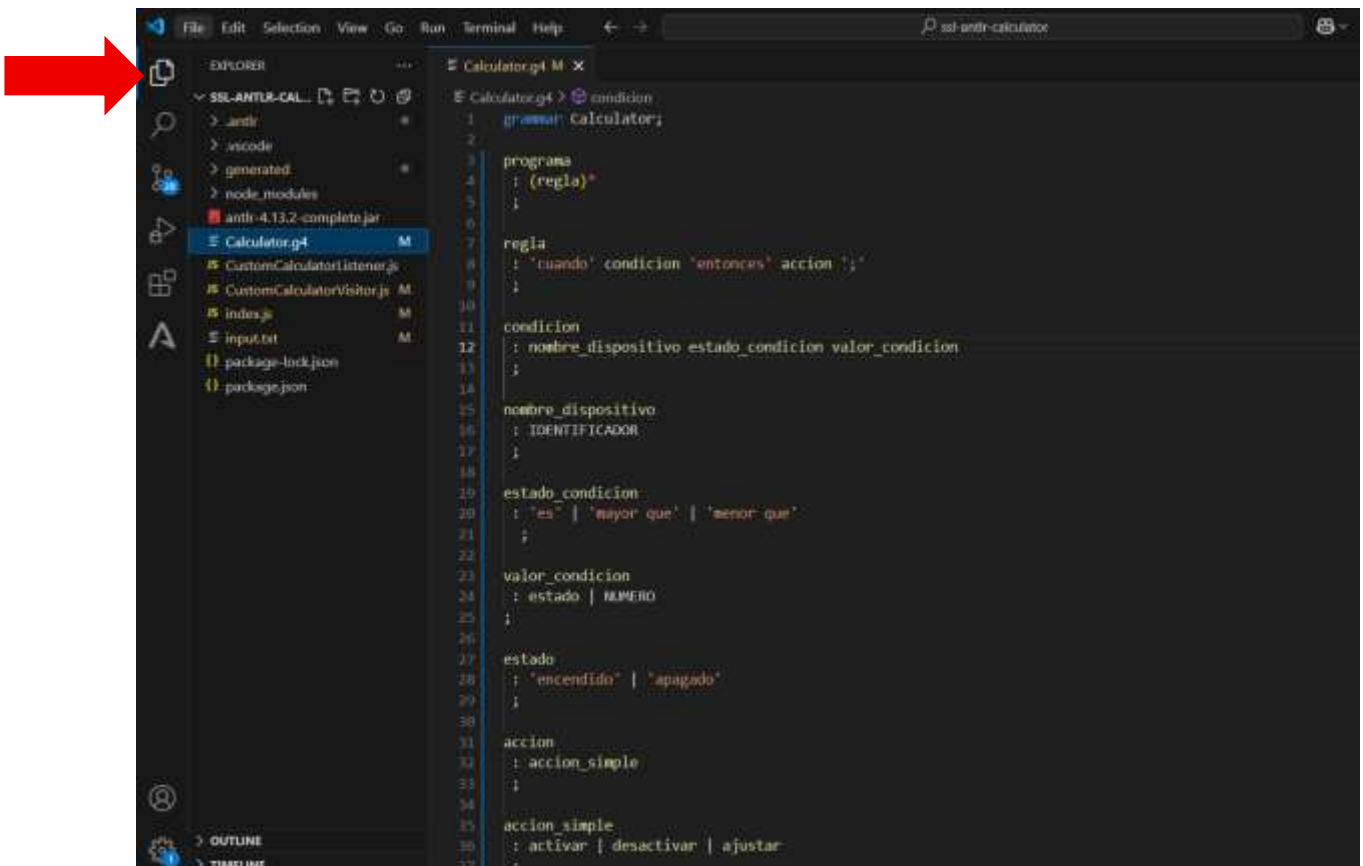 File Edit Selection View Go Run Terminal Help
ssl-antlr-calculator
EXPLORER
SSL-ANTLR-CAL...
.antlr
.vscode
generated
node_modules
antlr-4.13.2-complete.jar
Calculator.g4 M
CustomCalculatorListener.js
CustomCalculatorVisitor.js M
index.js M
input.txt M
package-lock.json
package.json
OUTLINE
TIMELINE
Calculator.g4 M
Calculator.g4 > condicion
1 grammar Calculator;
2
3 programa
4 : (regla)*
5 ;
6
7 regla
8 : 'cuando' condicion 'entonces' accion ';'
9 ;
10
11 condicion
12 : nombre_dispositivo estado_condicion valor_condicion
13 ;
14
15 nombre_dispositivo
16 : IDENTIFICADOR
17 ;
18
19 estado_condicion
20 : 'es' | 'mayor que' | 'menor que'
21 ;
22
23 valor_condicion
24 : estado | NUMERO
25 ;
26
27 estado
28 : 'encendido' | 'apagado'
29 ;
30
31 accion
32 : accion_simple
33 ;
34
35 accion_simple
36 : activar | desactivar | ajustar
37 ;